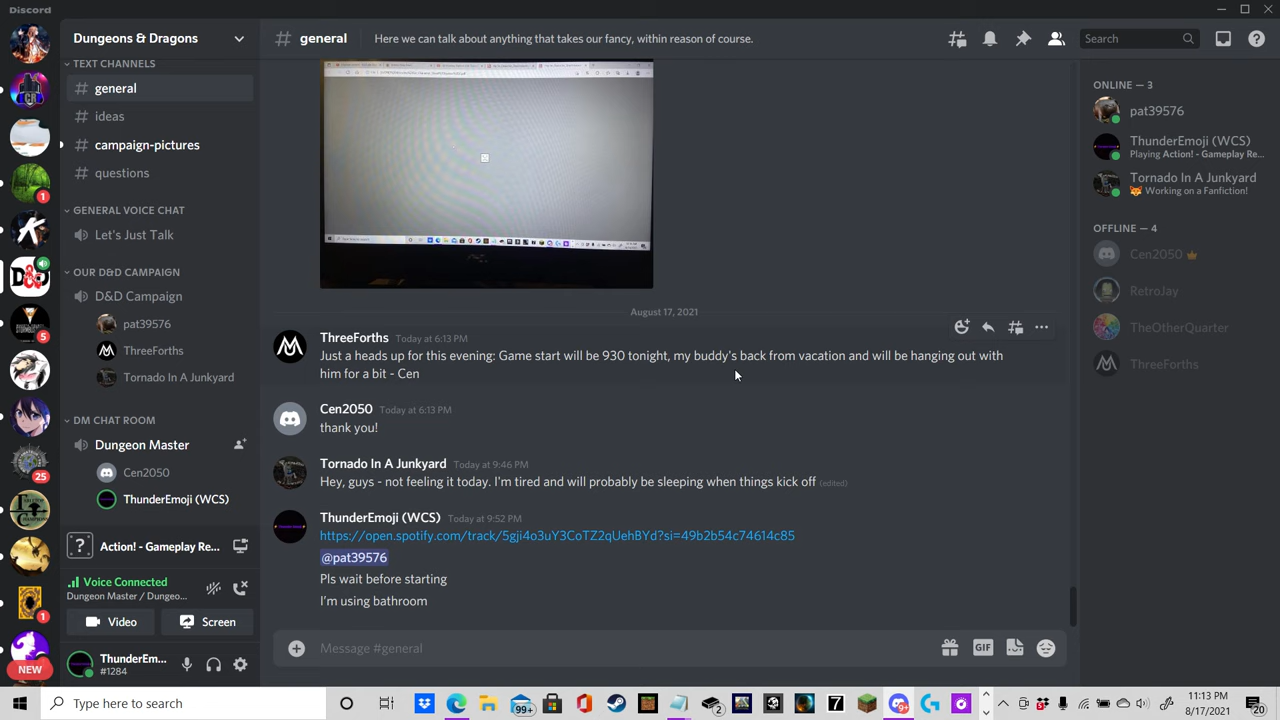 Discord
Dungeons & Dragons
# general
Here we can talk about anything that takes our fancy, within reason of course.
Search
TEXT CHANNELS
# general
# ideas
# campaign-pictures
# questions
GENERAL VOICE CHAT
Let's Just Talk
OUR D&D CAMPAIGN
D&D Campaign
pat39576
ThreeForths
Tornado In A Junkyard
DM CHAT ROOM
Dungeon Master
Cen2050
ThunderEmoji (WCS)
Action! - Gameplay Re...
Voice Connected
Dungeon Master / Dungeo...
Video
Screen
ThunderEm...
#1284
1
5
25
1
NEW
August 17, 2021
ThreeForths Today at 6:13 PM
Just a heads up for this evening: Game start will be 930 tonight, my buddy's back from vacation and will be hanging out with
him for a bit - Cen
Cen2050 Today at 6:13 PM
thank you!
Tornado In A Junkyard Today at 9:46 PM
Hey, guys - not feeling it today. I'm tired and will probably be sleeping when things kick off (edited)
ThunderEmoji (WCS) Today at 9:52 PM
https://open.spotify.com/track/5gji4o3uY3CoTZ2qUehBYd?si=49b2b54c74614c85
@pat39576
Pls wait before starting
I'm using bathroom
Message #general
GIF
ONLINE — 3
pat39576
ThunderEmoji (WCS)
Playing Action! - Gameplay Re...
Tornado In A Junkyard
Working on a Fanfiction!
OFFLINE — 4
Cen2050
RetroJay
TheOtherQuarter
ThreeForths
Type here to search
99+
2
7
9+
11:13 PM
8/17/2021
20